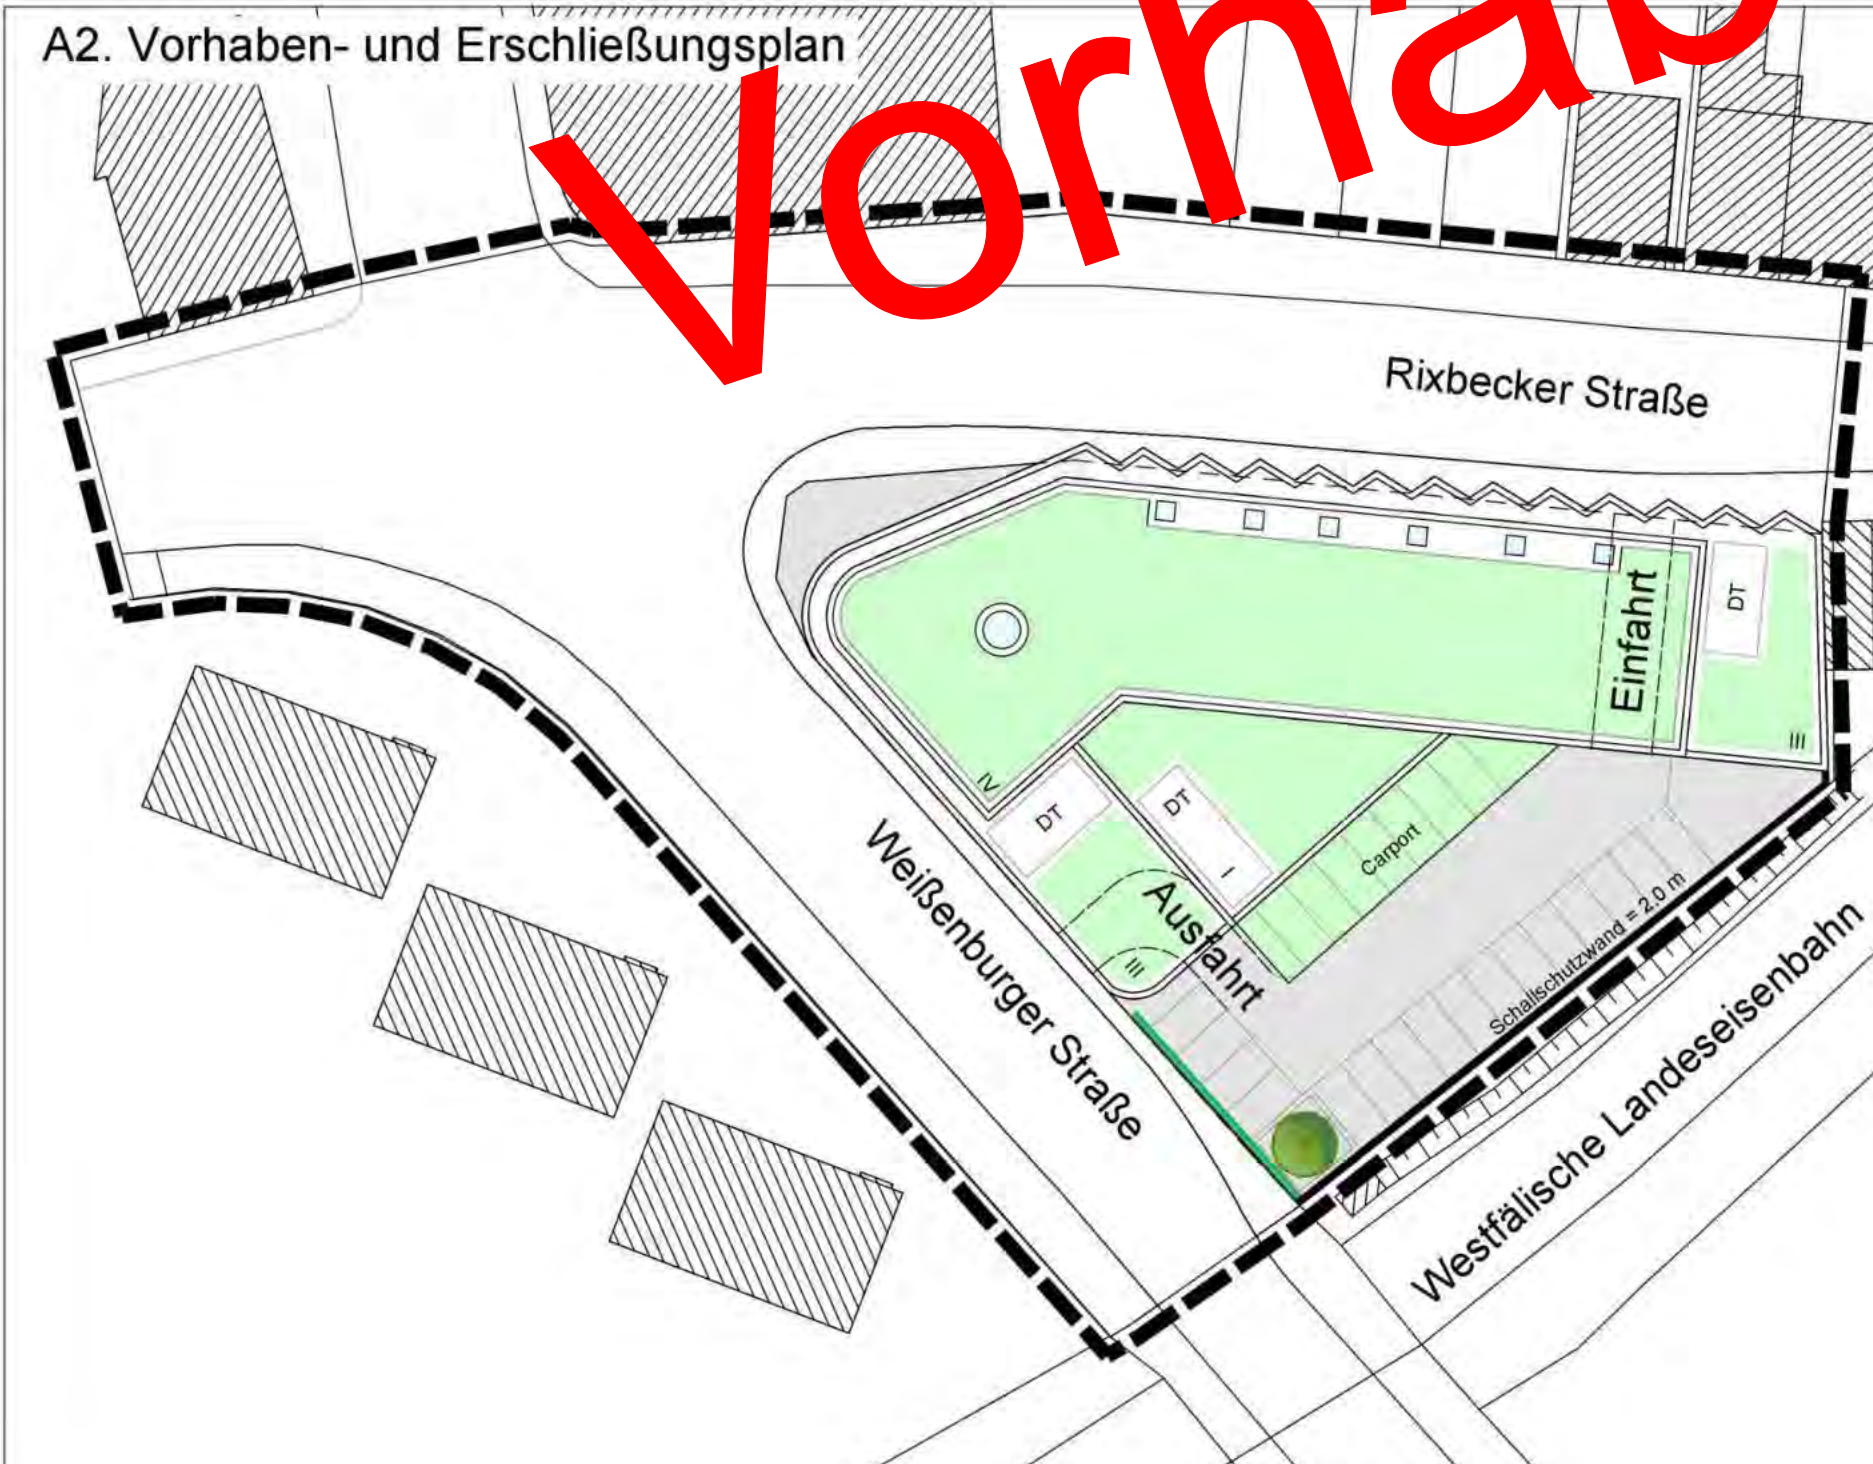 A2. Vorhaben- und Erschließungsplan
Vorhab
Rixbecker Straße
Einfahrt
DT
III
IV
DT
DT
I
Carport
Ausfahrt
III
Weißenburger Straße
Schallschutzwand = 2.0 m
Westfälische Landeseisenbahn